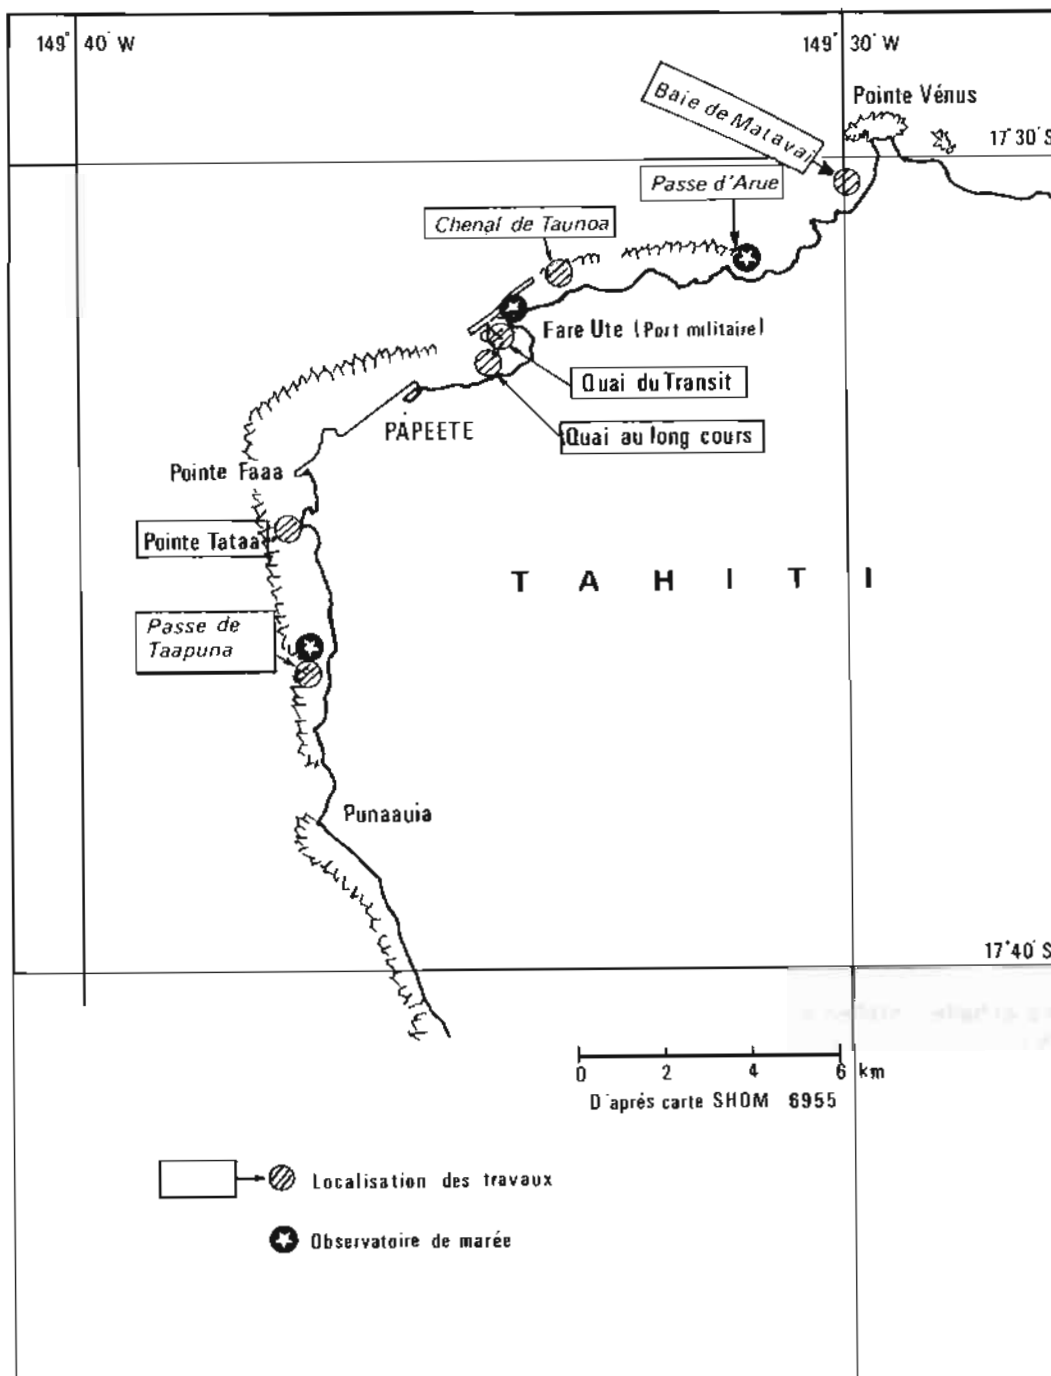 149° 40' W
149° 30' W
Pointe Vénus
Baie de Matavai
17° 30' S
Passe d'Arue
Chenal de Taunoa
Fare Ute (Port militaire)
Quai du Transit
PAPEETE
Quai au long cours
Pointe Faaa
Pointe Tataa
TAHITI
Passe de
Taapuna
Punaauia
17° 40' S
0 2 4 6 km
D'aprés carte SHOM 6955
Localisation des travaux
Observatoire de marée